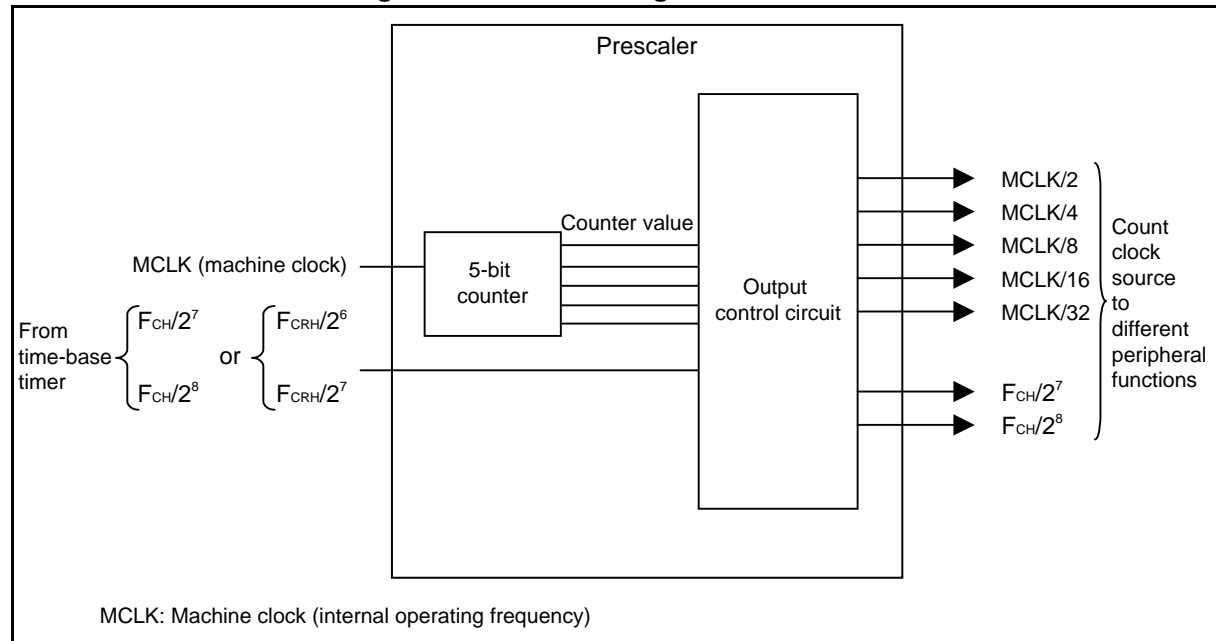 Prescaler
Counter value
MCLK (machine clock)
5-bit
counter
Output
control circuit
From
time-base
timer
FCH/2⁷
FCH/2⁸
or
FCRH/2⁶
FCRH/2⁷
MCLK/2
MCLK/4
MCLK/8
MCLK/16
MCLK/32
FCH/2⁷
FCH/2⁸
Count
clock
source
to
different
peripheral
functions
MCLK: Machine clock (internal operating frequency)